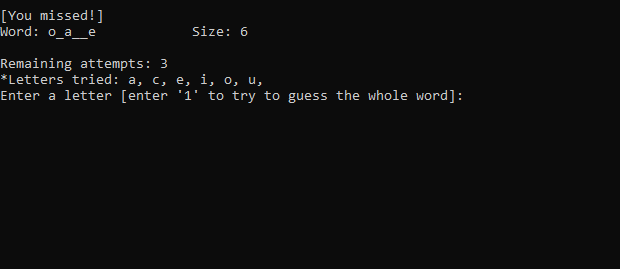 [You missed!]
Word: o_a__e            Size: 6
Remaining attempts: 3
*Letters tried: a, c, e, i, o, u,
Enter a letter [enter '1' to try to guess the whole word]: